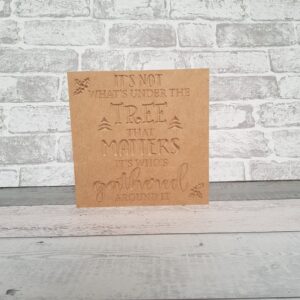 IT'S NOT
WHAT'S UNDER THE
TREE
THAT
MATTERS
IT'S WHO'S
gathered
AROUND IT